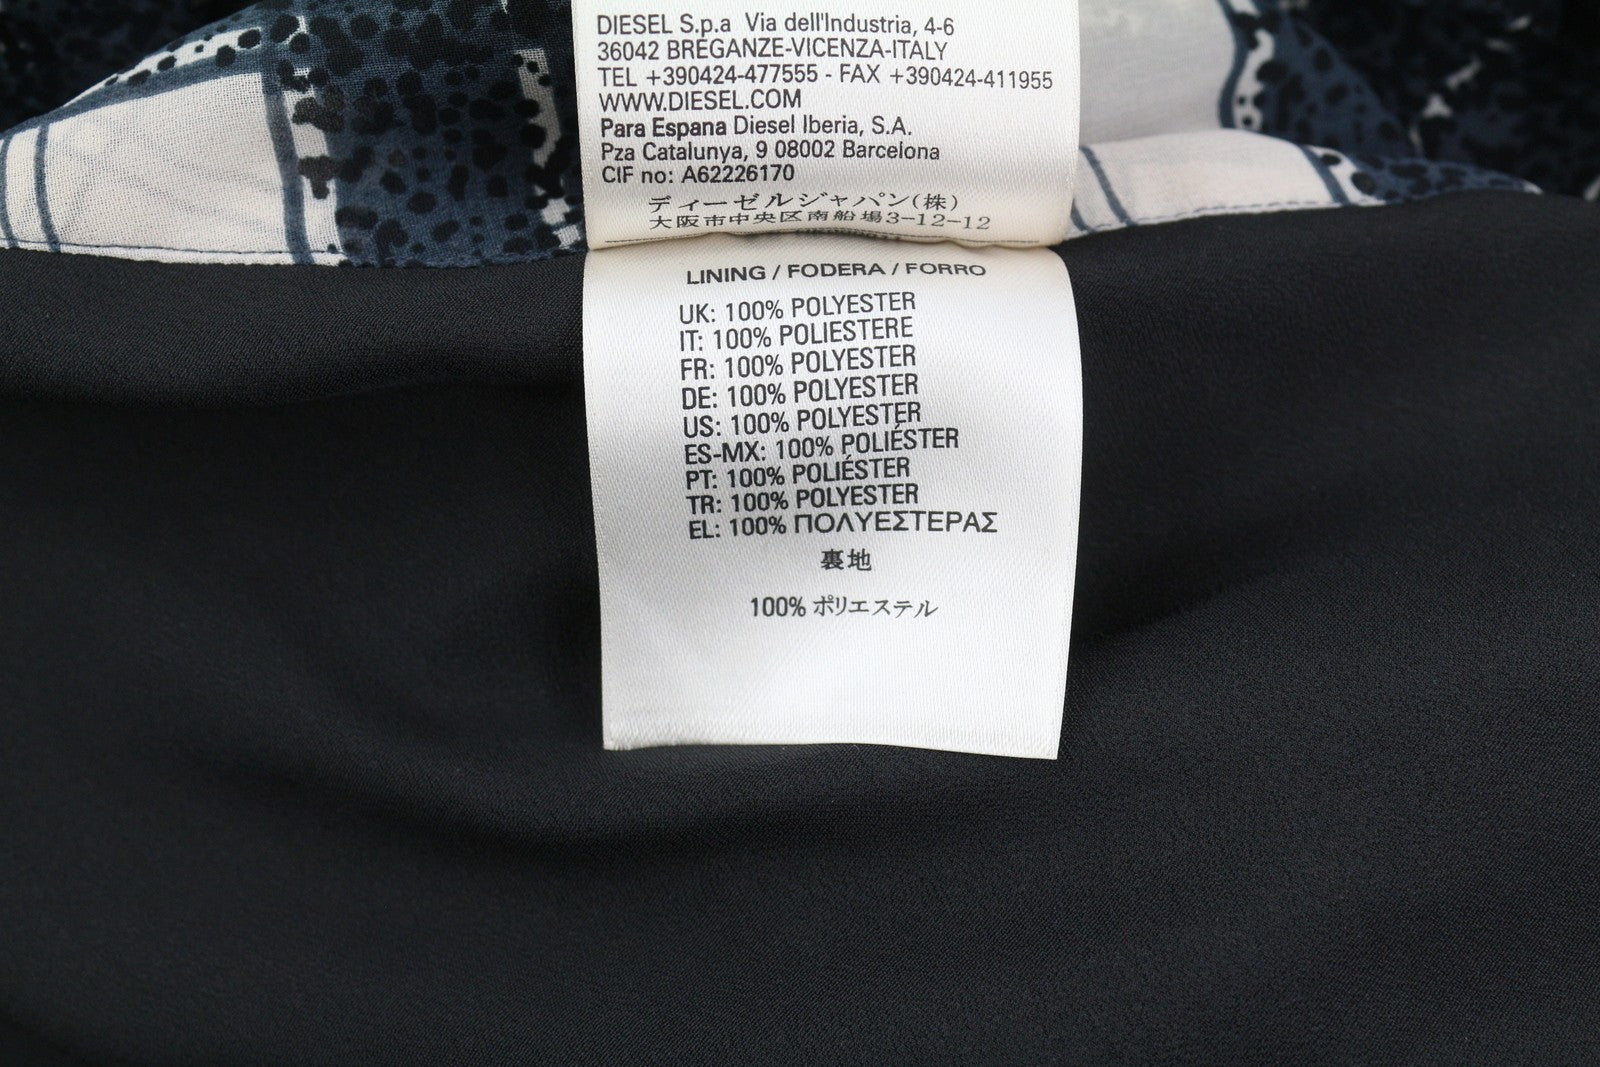 DIESEL S.p.a Via dell'Industria, 4-6
36042 BREGANZE-VICENZA-ITALY
TEL +390424-477555 - FAX +390424-411955
WWW.DIESEL.COM
Para Espana Diesel Iberia, S.A.
Pza Catalunya, 9 08002 Barcelona
CIF no: A62226170
ディーゼルジャパン(株)
大阪市中央区南船場3-12-12
LINING / FODERA / FORRO
UK: 100% POLYESTER
IT: 100% POLIESTERE
FR: 100% POLYESTER
DE: 100% POLYESTER
US: 100% POLYESTER
ES-MX: 100% POLIÉSTER
PT: 100% POLIÉSTER
TR: 100% POLYESTER
EL: 100% ΠΟΛΥΕΣΤΕΡΑΣ
裏地
100% ポリエステル